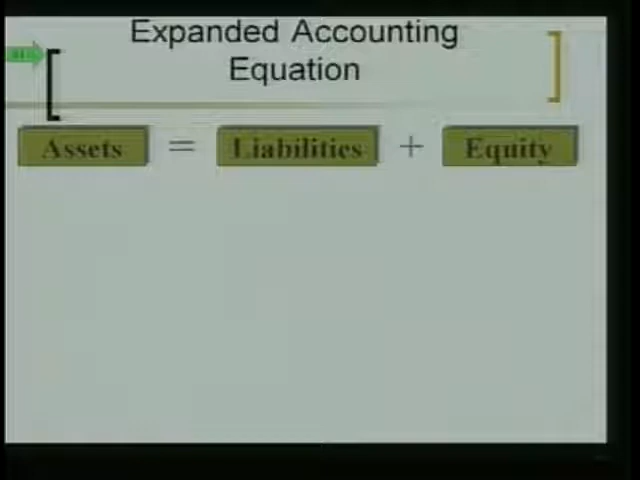 Expanded Accounting
Equation
Assets = Liabilities + Equity